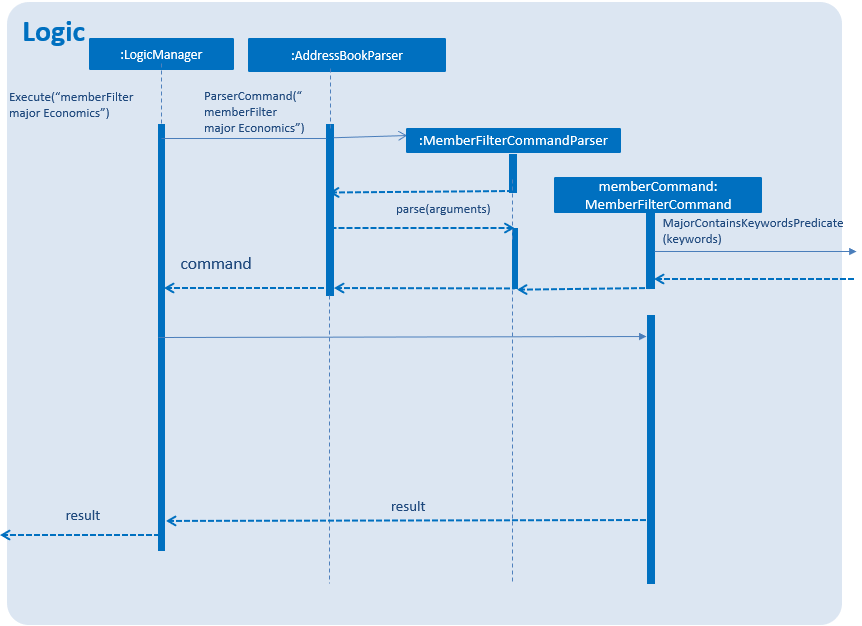 Logic
:LogicManager
:AddressBookParser
Execute(“memberFilter
major Economics”)
ParserCommand(“
memberFilter
major Economics”)
:MemberFilterCommandParser
memberCommand:
MemberFilterCommand
parse(arguments)
MajorContainsKeywordsPredicate
(keywords)
command
result
result